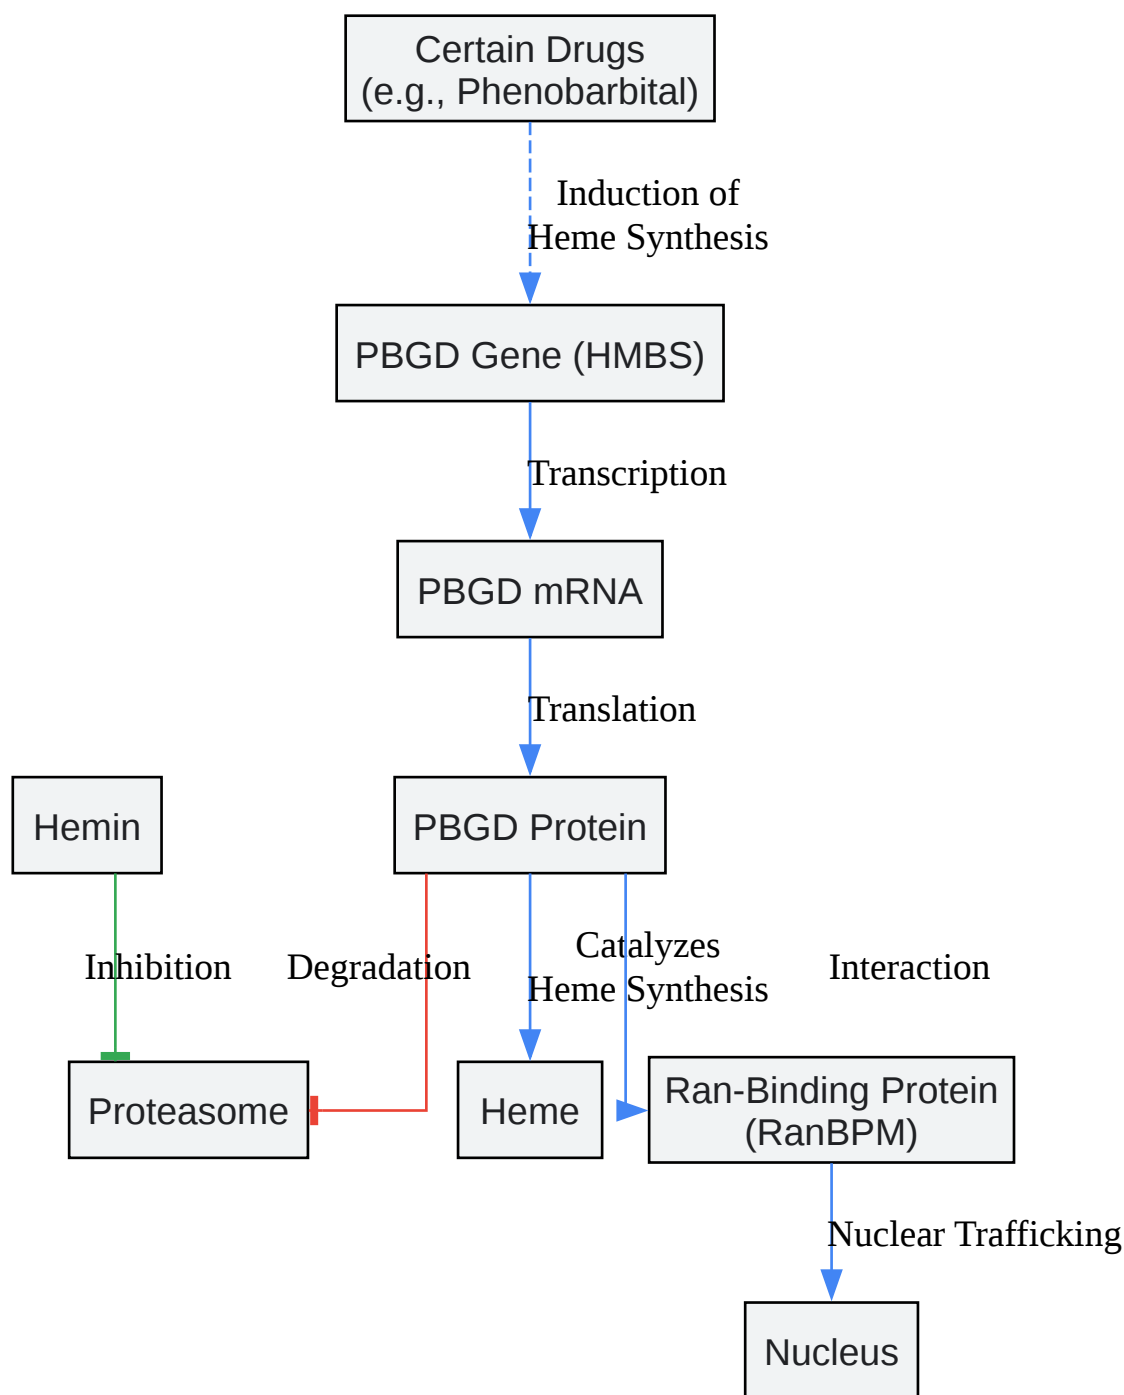 Certain Drugs
(e.g., Phenobarbital)
Induction of
Heme Synthesis
PBGD Gene (HMBS)
Transcription
PBGD mRNA
Translation
Hemin
PBGD Protein
Inhibition
Degradation
Catalyzes
Heme Synthesis
Interaction
Proteasome
Heme
Ran-Binding Protein
(RanBPM)
Nuclear Trafficking
Nucleus